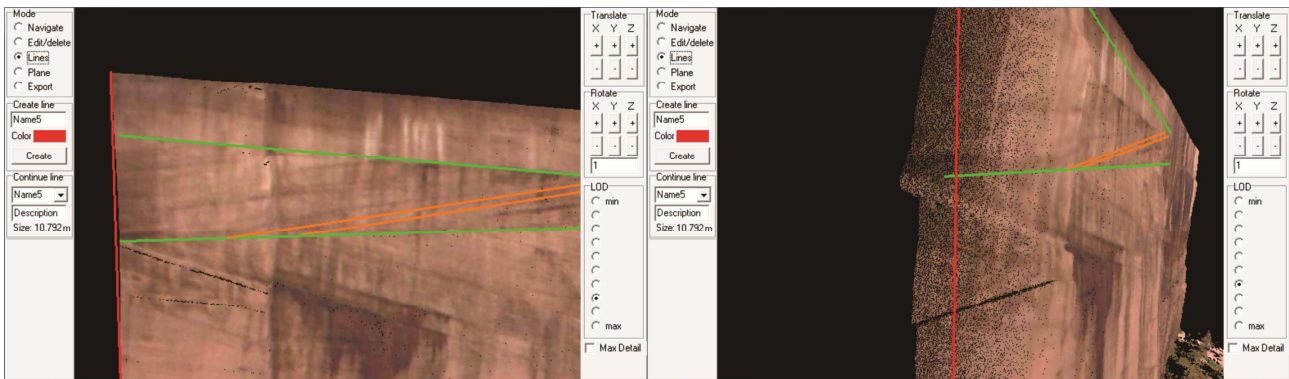 Mode
Navigate
Edit/delete
Lines
Plane
Export
Create line
Name5
Color
Create
Continue line
Name5
Description
Size: 10.792 m
Translate
X Y Z
+ + +
- - -
Rotate
X Y Z
+ + +
- - -
1
LOD
min
max
Max Detail
Mode
Navigate
Edit/delete
Lines
Plane
Export
Create line
Name5
Color
Create
Continue line
Name5
Description
Size: 10.792 m
Translate
X Y Z
+ + +
- - -
Rotate
X Y Z
+ + +
- - -
1
LOD
min
max
Max Detail